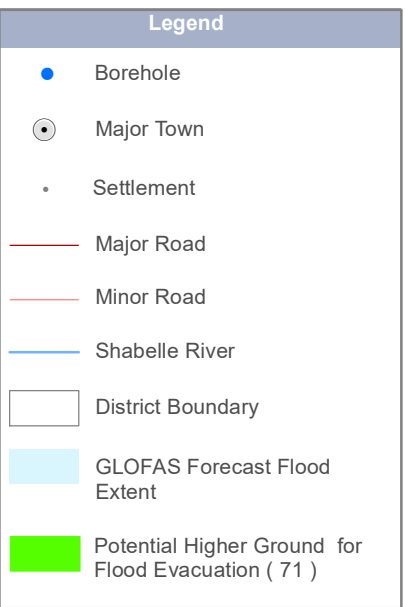 Legend
Borehole
Major Town
Settlement
Major Road
Minor Road
Shabelle River
District Boundary
GLOFAS Forecast Flood
Extent
Potential Higher Ground for
Flood Evacuation ( 71 )